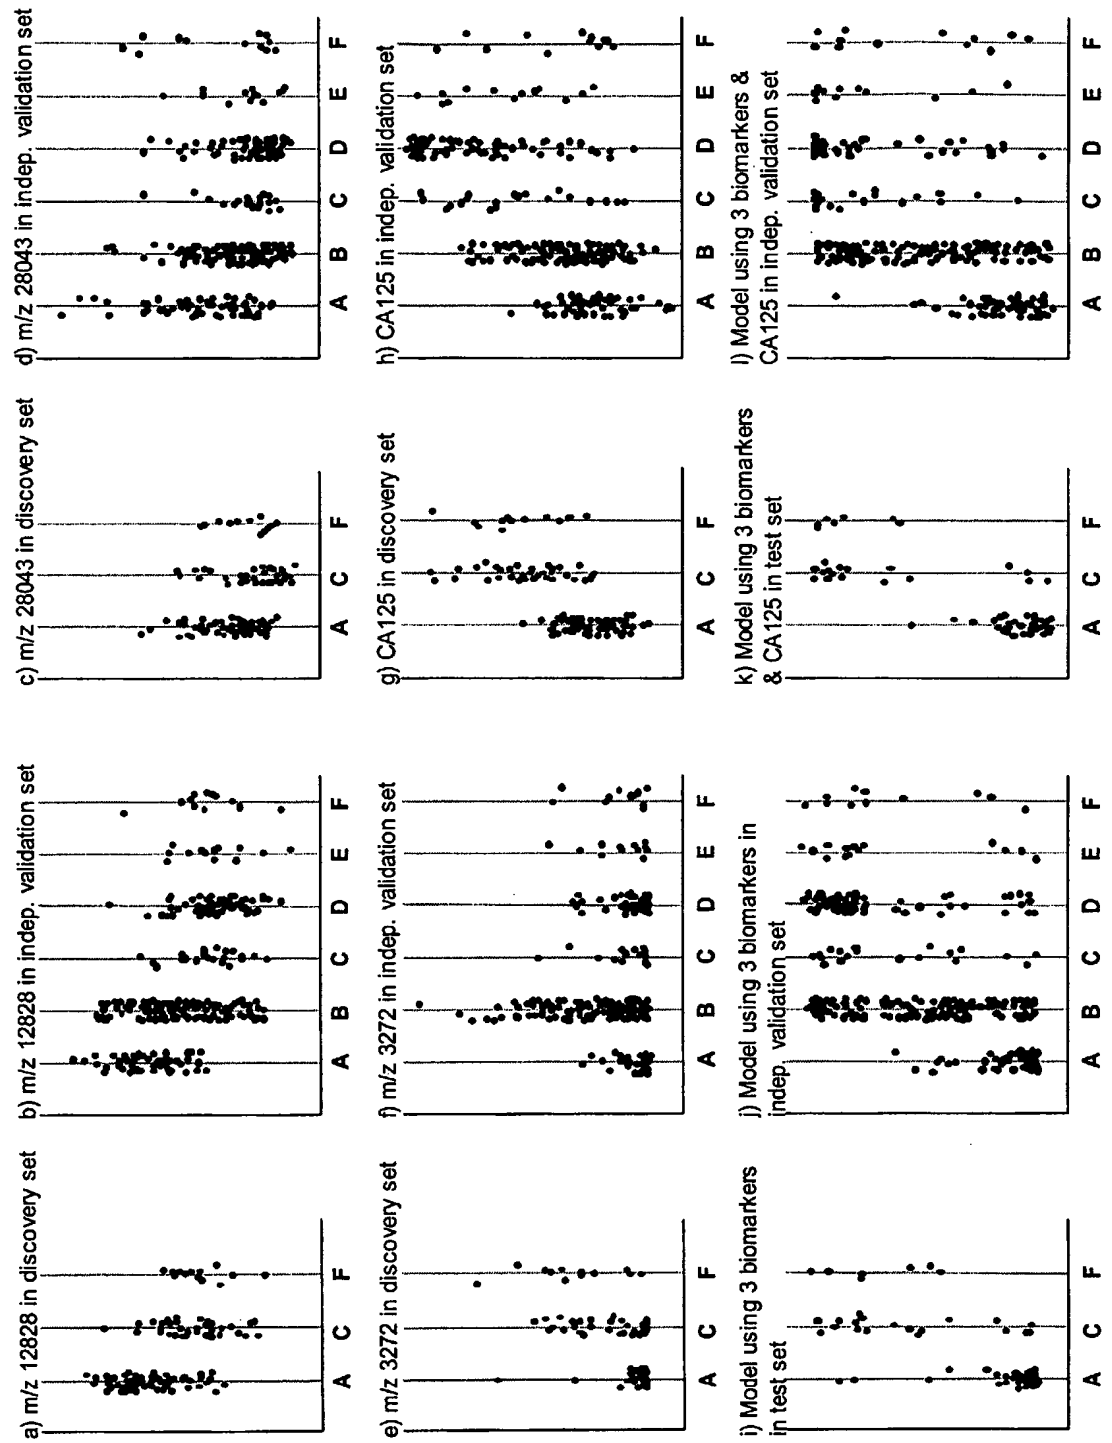 a) m/z 12828 in discovery set
A C F
b) m/z 12828 in indep. validation set
A B C D E F
c) m/z 28043 in discovery set
A C F
d) m/z 28043 in indep. validation set
A B C D E F
e) m/z 3272 in discovery set
A C F
f) m/z 3272 in indep. validation set
A B C D E F
g) CA125 in discovery set
A C F
h) CA125 in indep. validation set
A B C D E F
i) Model using 3 biomarkers
in test set
A C F
j) Model using 3 biomarkers in
indep. validation set
A B C D E F
k) Model using 3 biomarkers
& CA125 in test set
A C F
l) Model using 3 biomarkers &
CA125 in indep. validation set
A B C D E F